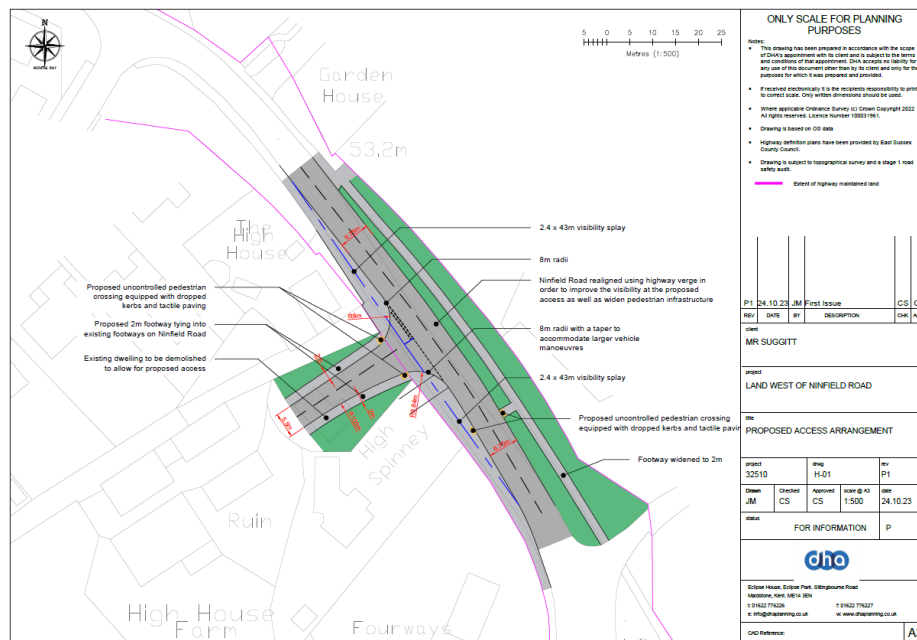 N
5 0 5 10 15 20 25
Metres (1:500)
Garden
House
53.2m
The
High
House
High
Spinney
Ruin
High House
Farm
Fourways
2.4 x 43m visibility splay
8m radii
Ninfield Road realigned using highway verge in
order to improve the visibility at the proposed
access as well as widen pedestrian infrastructure
8m radii with a taper to
accommodate larger vehicle
manoeuvres
2.4 x 43m visibility splay
Proposed uncontrolled pedestrian crossing
equipped with dropped kerbs and tactile pavin
Footway widened to 2m
Proposed uncontrolled pedestrian
crossing equipped with dropped
kerbs and tactile paving
Proposed 2m footway tying into
existing footways on Ninfield Road
Existing dwelling to be demolished
to allow for proposed access
R8m
2m
5.5m
ONLY SCALE FOR PLANNING
PURPOSES
Notes:
• This drawing has been prepared in accordance with the scope
of DHA's appointment with its client and is subject to the terms
and conditions of that appointment. DHA accepts no liability for
any use of this document other than by its client and only for the
purposes for which it was prepared and provided.
• If received electronically it is the recipients responsibility to print
to correct scale. Only written dimensions should be used.
• Where applicable Ordnance Survey (c) Crown Copyright 2022
All rights reserved. Licence Number 100031961.
• Drawing is based on OS data
• Highway definition plans have been provided by East Sussex
County Council.
• Drawing is subject to topographical survey and a stage 1 road
safety audit.
Extent of highway maintained land
P1 24.10.23 JM First Issue CS
REV DATE BY DESCRIPTION CHK
client
MR SUGGITT
project
LAND WEST OF NINFIELD ROAD
title
PROPOSED ACCESS ARRANGEMENT
project drwg rev
32510 H-01 P1
Drawn Checked Approved scale @ A3 date
JM CS CS 1:500 24.10.23
status
FOR INFORMATION P
dha
Eclipse House, Eclipse Park, Sittingbourne Road
Maidstone, Kent. ME14 3EN
t: 01622 776226 f: 01622 776227
e: info@dhaplanning.co.uk w: www.dhaplanning.co.uk
CAD Reference: